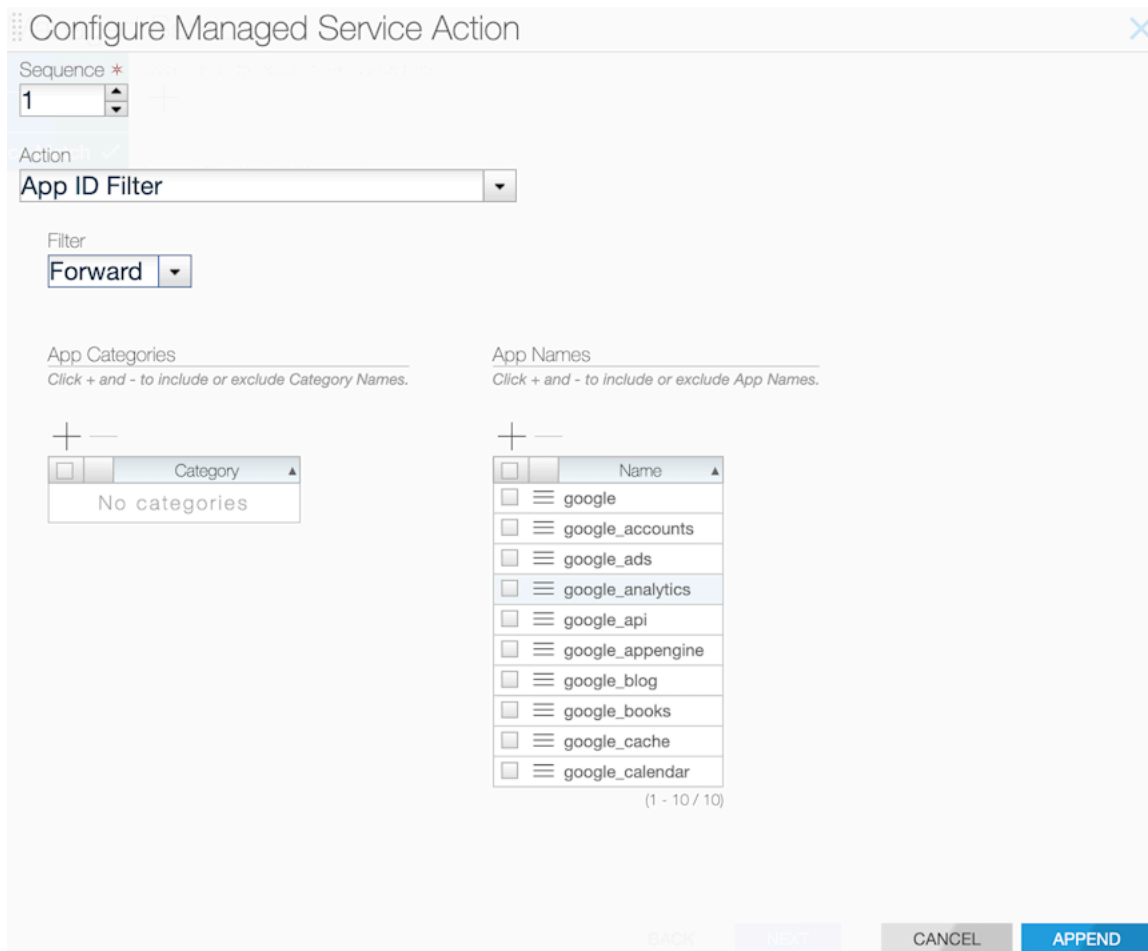 Configure Managed Service Action
Sequence *
1
Action
App ID Filter
Filter
Forward
App Categories
Click + and - to include or exclude Category Names.
Category
No categories
App Names
Click + and - to include or exclude App Names.
Name
google
google_accounts
google_ads
google_analytics
google_api
google_appengine
google_blog
google_books
google_cache
google_calendar
(1 - 10 / 10)
BACK
NEXT
CANCEL
APPEND